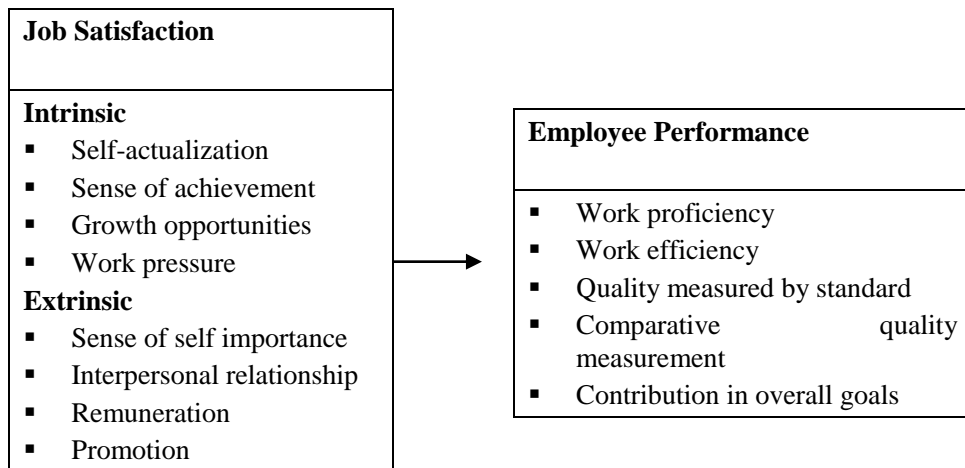 Job Satisfaction
Intrinsic
▪ Self-actualization
▪ Sense of achievement
▪ Growth opportunities
▪ Work pressure
Extrinsic
▪ Sense of self importance
▪ Interpersonal relationship
▪ Remuneration
▪ Promotion
Employee Performance
▪ Work proficiency
▪ Work efficiency
▪ Quality measured by standard
▪ Comparative quality
measurement
▪ Contribution in overall goals